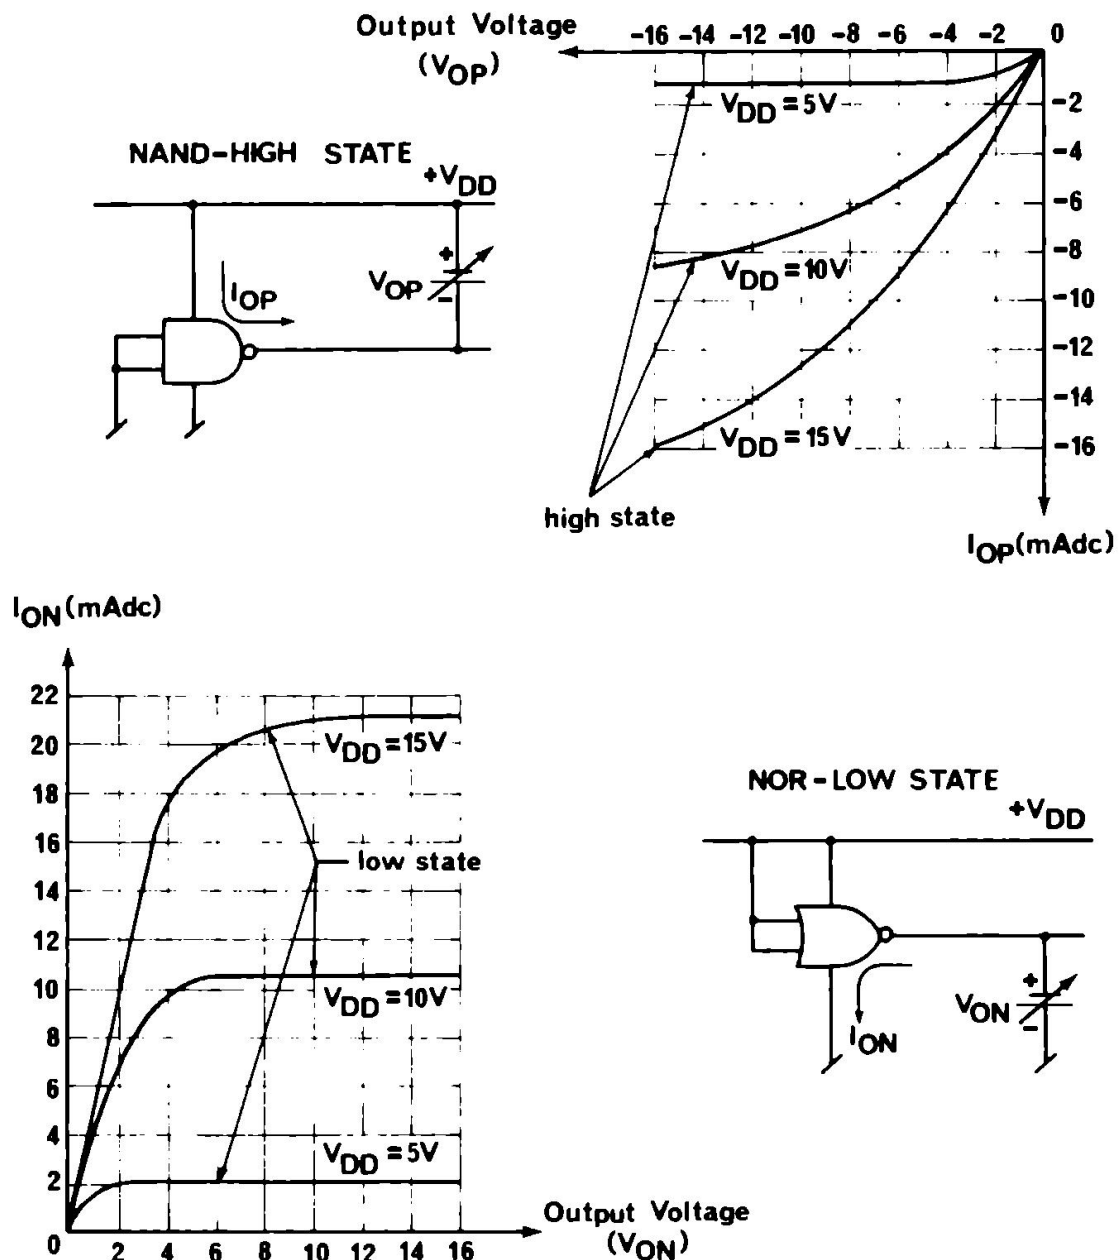 Output Voltage
(VOP)
-16 -14 -12 -10 -8 -6 -4 -2 0
VDD = 5V
-2
-4
-6
-8
-10
-12
-14
-16
NAND-HIGH STATE
+VDD
+
VOP
-
IOP
VDD = 10V
VDD = 15V
high state
IOP(mAdc)
ION(mAdc)
22
20
18
16
14
12
10
8
6
4
2
0
VDD = 15V
low state
VDD = 10V
VDD = 5V
2 4 6 8 10 12 14 16
Output Voltage
(VON)
NOR-LOW STATE
+VDD
+
VON
-
ION